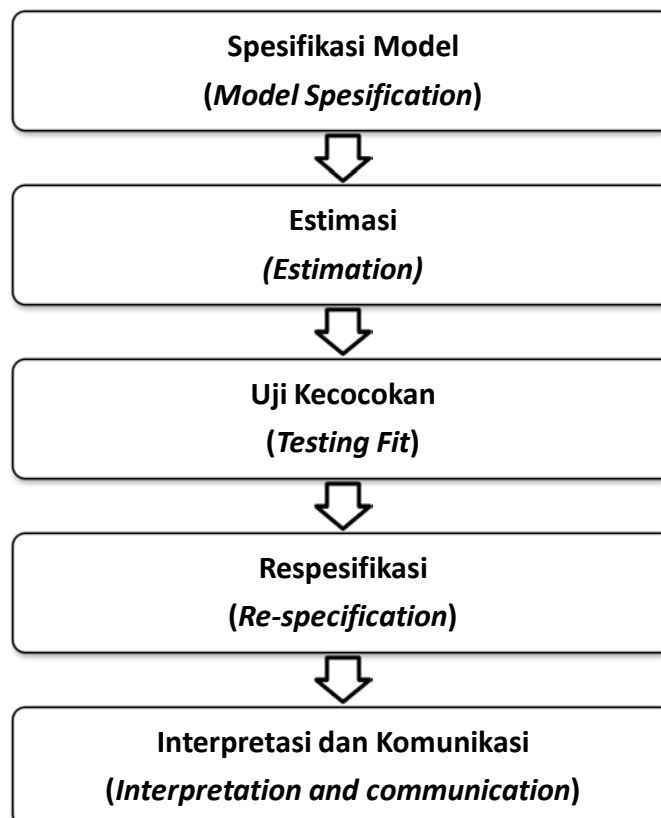 Spesifikasi Model
(Model Spesification)
Estimasi
(Estimation)
Uji Kecocokan
(Testing Fit)
Respesifikasi
(Re-specification)
Interpretasi dan Komunikasi
(Interpretation and communication)